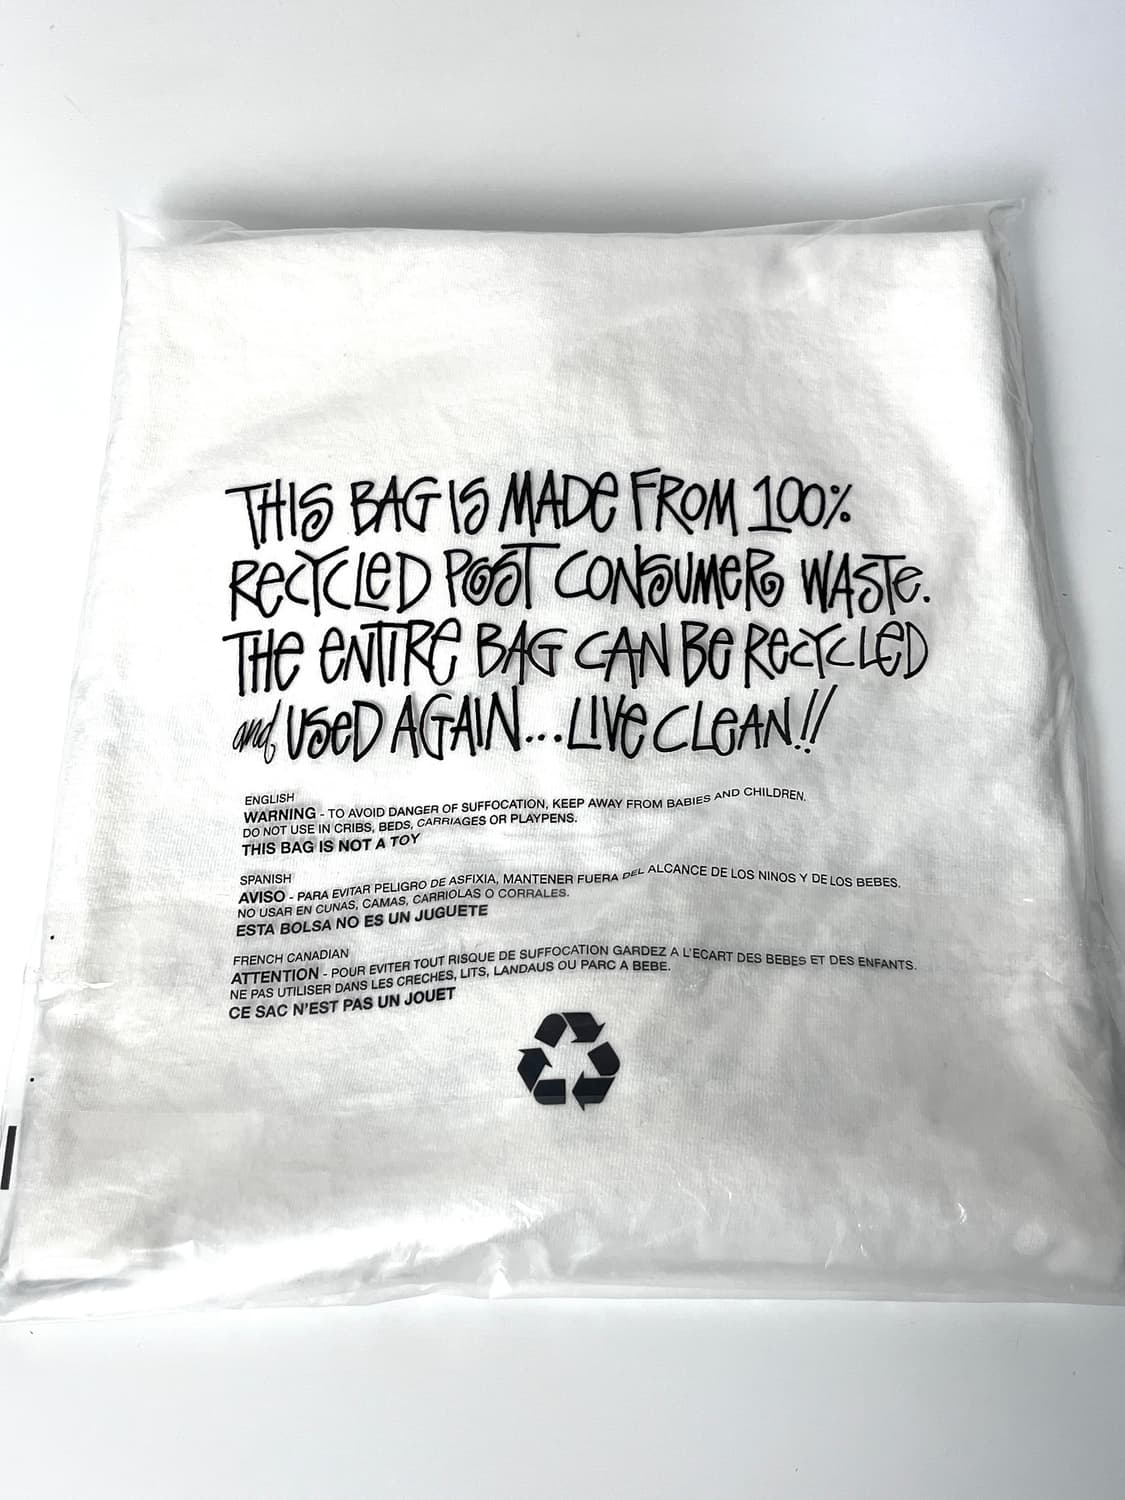 THIS BAG IS MADE FROM 100%
RECYCLED POST CONSUMER WASTE.
THE ENTIRE BAG CAN BE RECYCLED
and USED AGAIN...LIVE CLEAN!!
ENGLISH
WARNING - TO AVOID DANGER OF SUFFOCATION, KEEP AWAY FROM BABIES AND CHILDREN.
DO NOT USE IN CRIBS, BEDS, CARRIAGES OR PLAYPENS.
THIS BAG IS NOT A TOY
SPANISH
AVISO - PARA EVITAR PELIGRO DE ASFIXIA, MANTENER FUERA DEL ALCANCE DE LOS NINOS Y DE LOS BEBES.
NO USAR EN CUNAS, CAMAS, CARRIOLAS O CORRALES.
ESTA BOLSA NO ES UN JUGUETE
FRENCH CANADIAN
ATTENTION - POUR EVITER TOUT RISQUE DE SUFFOCATION GARDEZ A L'ECART DES BEBES ET DES ENFANTS.
NE PAS UTILISER DANS LES CRECHES, LITS, LANDAUS OU PARC A BEBE.
CE SAC N'EST PAS UN JOUET